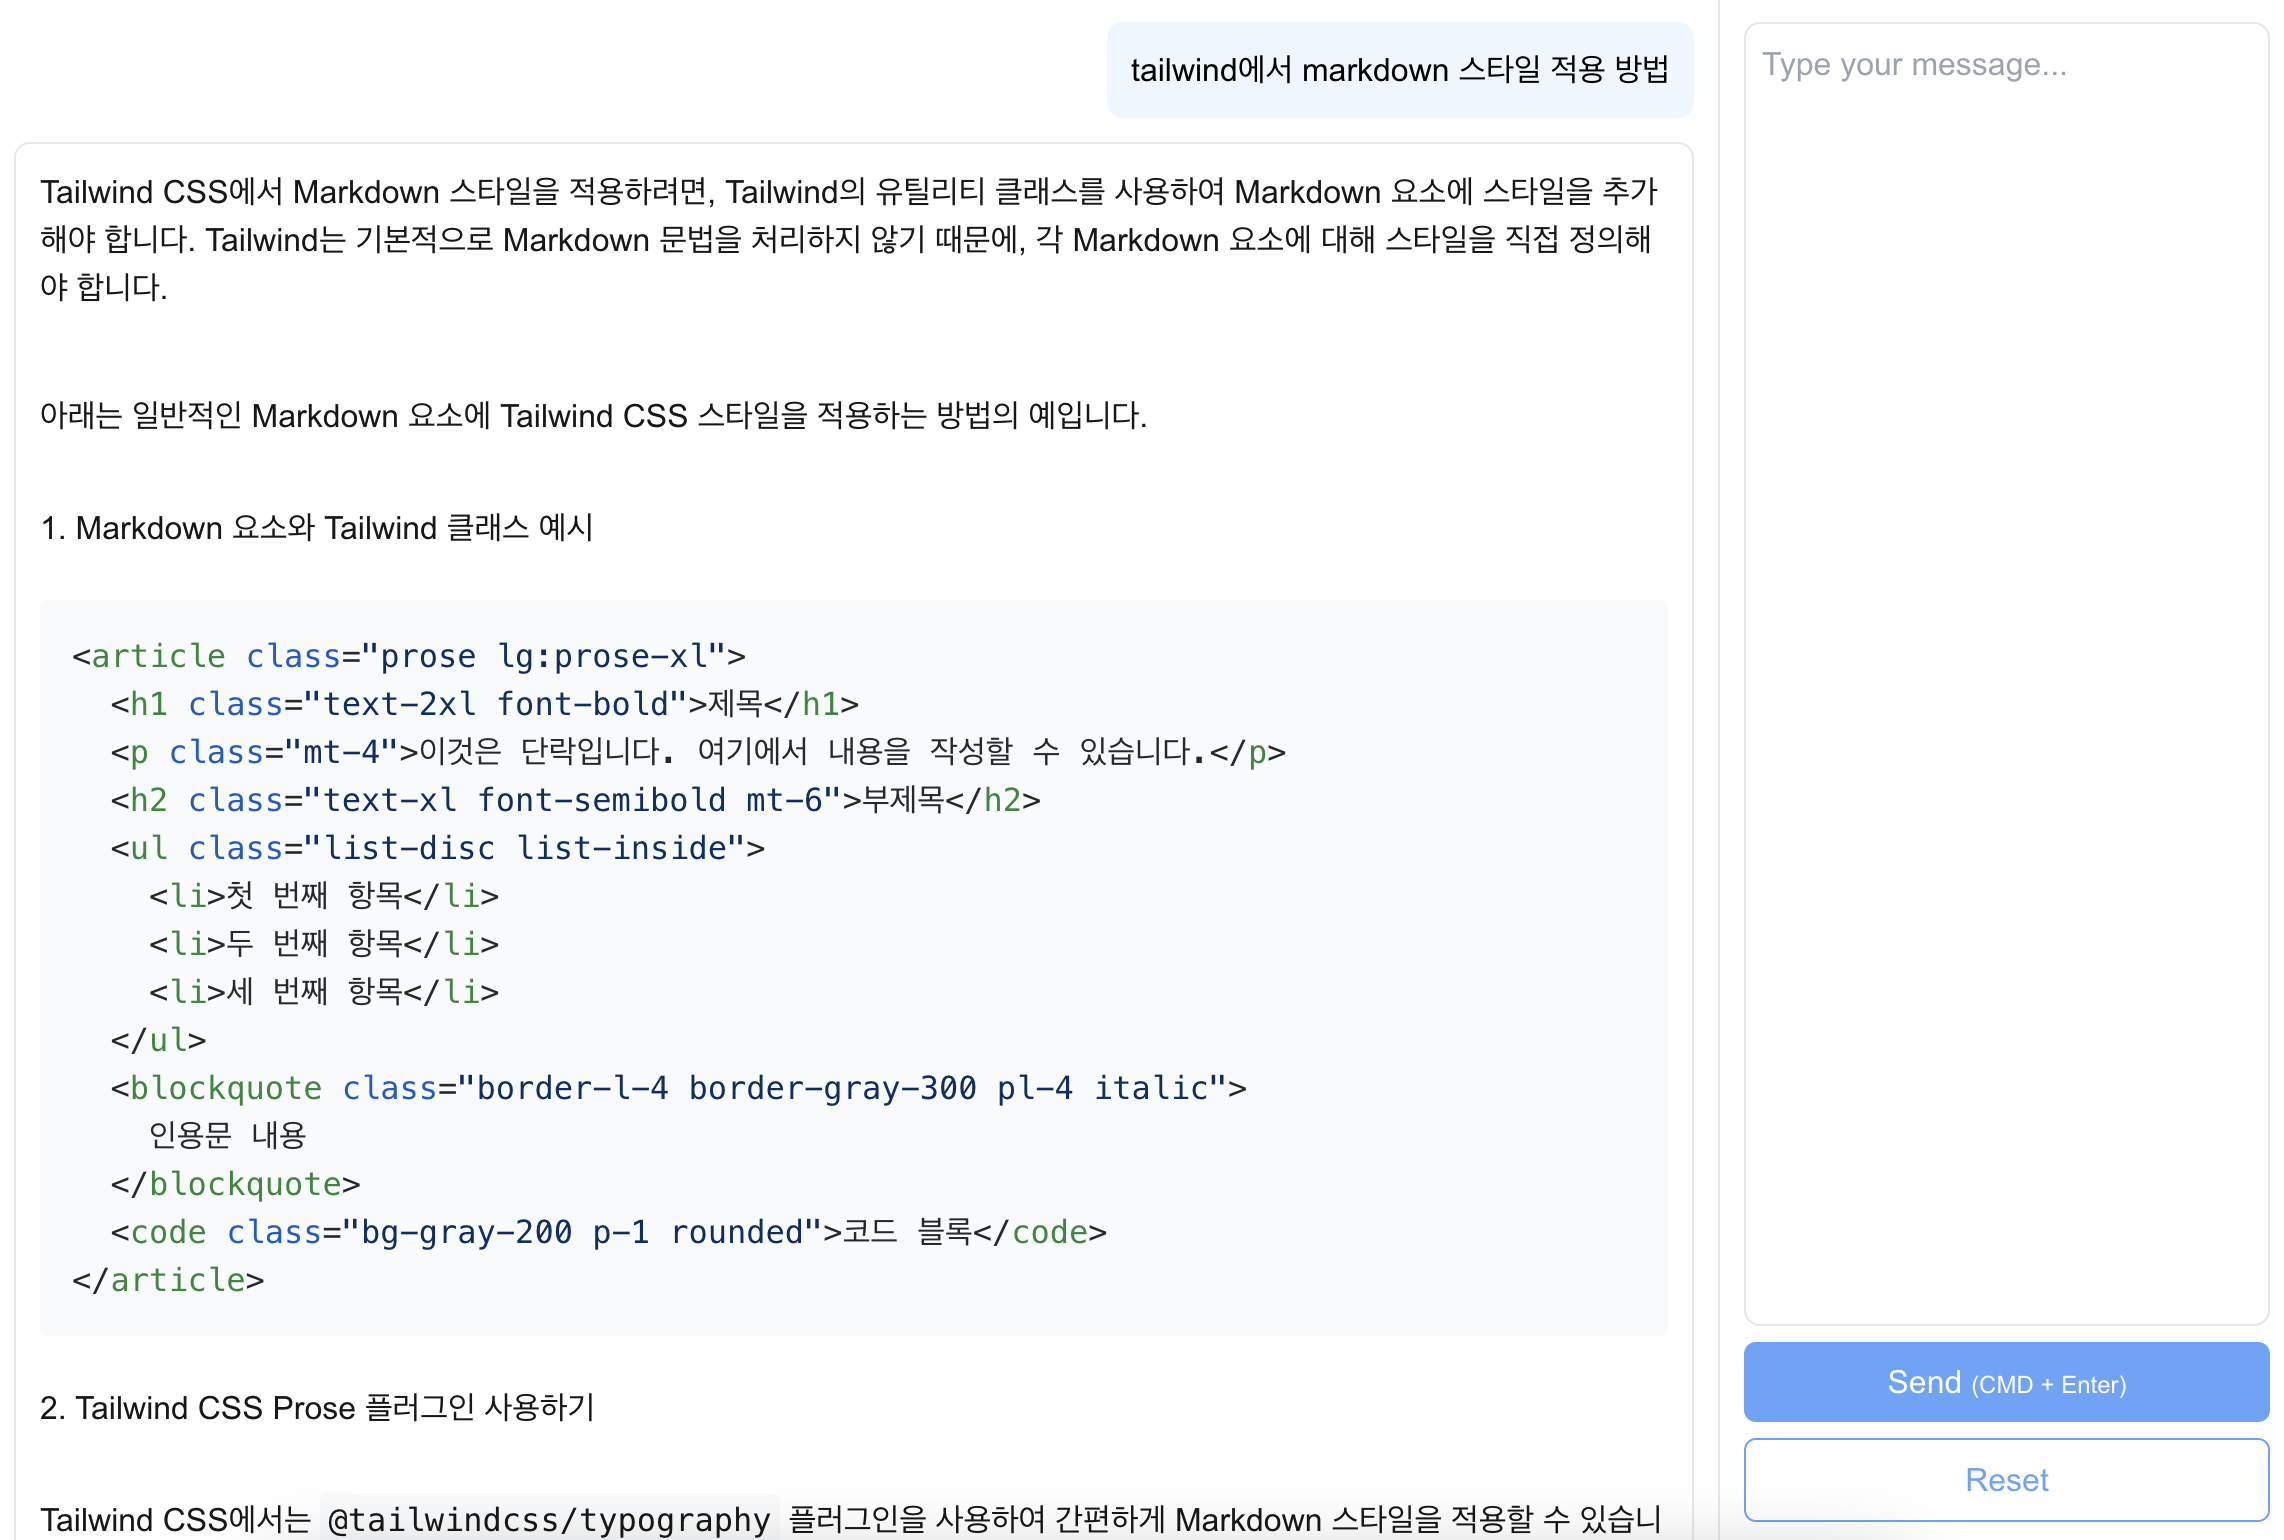 tailwind에서 markdown 스타일 적용 방법
Tailwind CSS에서 Markdown 스타일을 적용하려면, Tailwind의 유틸리티 클래스를 사용하여 Markdown 요소에 스타일을 추가
해야 합니다. Tailwind는 기본적으로 Markdown 문법을 처리하지 않기 때문에, 각 Markdown 요소에 대해 스타일을 직접 정의해
야 합니다.
아래는 일반적인 Markdown 요소에 Tailwind CSS 스타일을 적용하는 방법의 예입니다.
1. Markdown 요소와 Tailwind 클래스 예시
<article class="prose lg:prose-xl">
  <h1 class="text-2xl font-bold">제목</h1>
  <p class="mt-4">이것은 단락입니다. 여기에서 내용을 작성할 수 있습니다.</p>
  <h2 class="text-xl font-semibold mt-6">부제목</h2>
  <ul class="list-disc list-inside">
    <li>첫 번째 항목</li>
    <li>두 번째 항목</li>
    <li>세 번째 항목</li>
  </ul>
  <blockquote class="border-l-4 border-gray-300 pl-4 italic">
    인용문 내용
  </blockquote>
  <code class="bg-gray-200 p-1 rounded">코드 블록</code>
</article>
2. Tailwind CSS Prose 플러그인 사용하기
Tailwind CSS에서는 @tailwindcss/typography 플러그인을 사용하여 간편하게 Markdown 스타일을 적용할 수 있습니
Type your message...
Send (CMD + Enter)
Reset